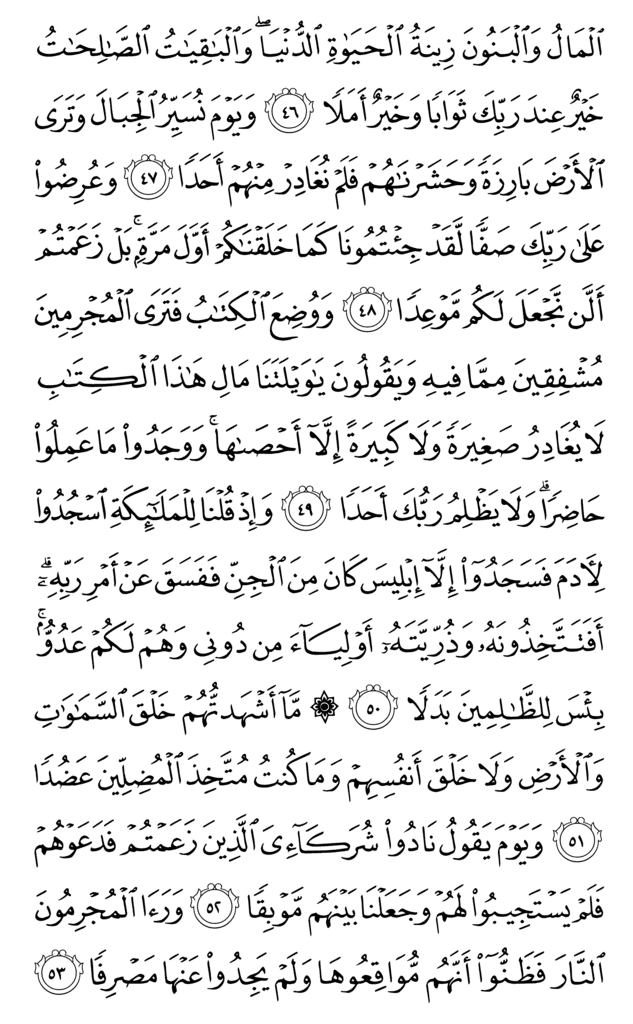 ٱلۡمَالُ وَٱلۡبَنُونَ زِينَةُ ٱلۡحَيَوٰةِ ٱلدُّنۡيَاۖ وَٱلۡبَٰقِيَٰتُ ٱلصَّٰلِحَٰتُ
خَيۡرٌ عِندَ رَبِّكَ ثَوَابٗا وَخَيۡرٌ أَمَلٗا ٤٦ وَيَوۡمَ نُسَيِّرُ ٱلۡجِبَالَ وَتَرَى
ٱلۡأَرۡضَ بَارِزَةٗ وَحَشَرۡنَٰهُمۡ فَلَمۡ نُغَادِرۡ مِنۡهُمۡ أَحَدٗا ٤٧ وَعُرِضُواْ
عَلَىٰ رَبِّكَ صَفّٗا لَّقَدۡ جِئۡتُمُونَا كَمَا خَلَقۡنَٰكُمۡ أَوَّلَ مَرَّةِۭۚ بَلۡ زَعَمۡتُمۡ
أَلَّن نَّجۡعَلَ لَكُم مَّوۡعِدٗا ٤٨ وَوُضِعَ ٱلۡكِتَٰبُ فَتَرَى ٱلۡمُجۡرِمِينَ
مُشۡفِقِينَ مِمَّا فِيهِ وَيَقُولُونَ يَٰوَيۡلَتَنَا مَالِ هَٰذَا ٱلۡكِتَٰبِ
لَا يُغَادِرُ صَغِيرَةٗ وَلَا كَبِيرَةً إِلَّآ أَحۡصَىٰهَاۚ وَوَجَدُواْ مَا عَمِلُواْ
حَاضِرٗاۗ وَلَا يَظۡلِمُ رَبُّكَ أَحَدٗا ٤٩ وَإِذۡ قُلۡنَا لِلۡمَلَٰٓئِكَةِ ٱسۡجُدُواْ
لِأٓدَمَ فَسَجَدُوٓاْ إِلَّآ إِبۡلِيسَ كَانَ مِنَ ٱلۡجِنِّ فَفَسَقَ عَنۡ أَمۡرِ رَبِّهِۦٓۗ
أَفَتَتَّخِذُونَهُۥ وَذُرِّيَّتَهُۥٓ أَوۡلِيَآءَ مِن دُونِي وَهُمۡ لَكُمۡ عَدُوُّۢۚ
بِئۡسَ لِلظَّٰلِمِينَ بَدَلٗا ٥٠ ۞ مَّآ أَشۡهَدتُّهُمۡ خَلۡقَ ٱلسَّمَٰوَٰتِ
وَٱلۡأَرۡضِ وَلَا خَلۡقَ أَنفُسِهِمۡ وَمَا كُنتُ مُتَّخِذَ ٱلۡمُضِلِّينَ عَضُدٗا
٥١ وَيَوۡمَ يَقُولُ نَادُواْ شُرَكَآءِيَ ٱلَّذِينَ زَعَمۡتُمۡ فَدَعَوۡهُمۡ
فَلَمۡ يَسۡتَجِيبُواْ لَهُمۡ وَجَعَلۡنَا بَيۡنَهُم مَّوۡبِقٗا ٥٢ وَرَءَا ٱلۡمُجۡرِمُونَ
ٱلنَّارَ فَظَنُّوٓاْ أَنَّهُم مُّوَاقِعُوهَا وَلَمۡ يَجِدُواْ عَنۡهَا مَصۡرِفٗا ٥٣